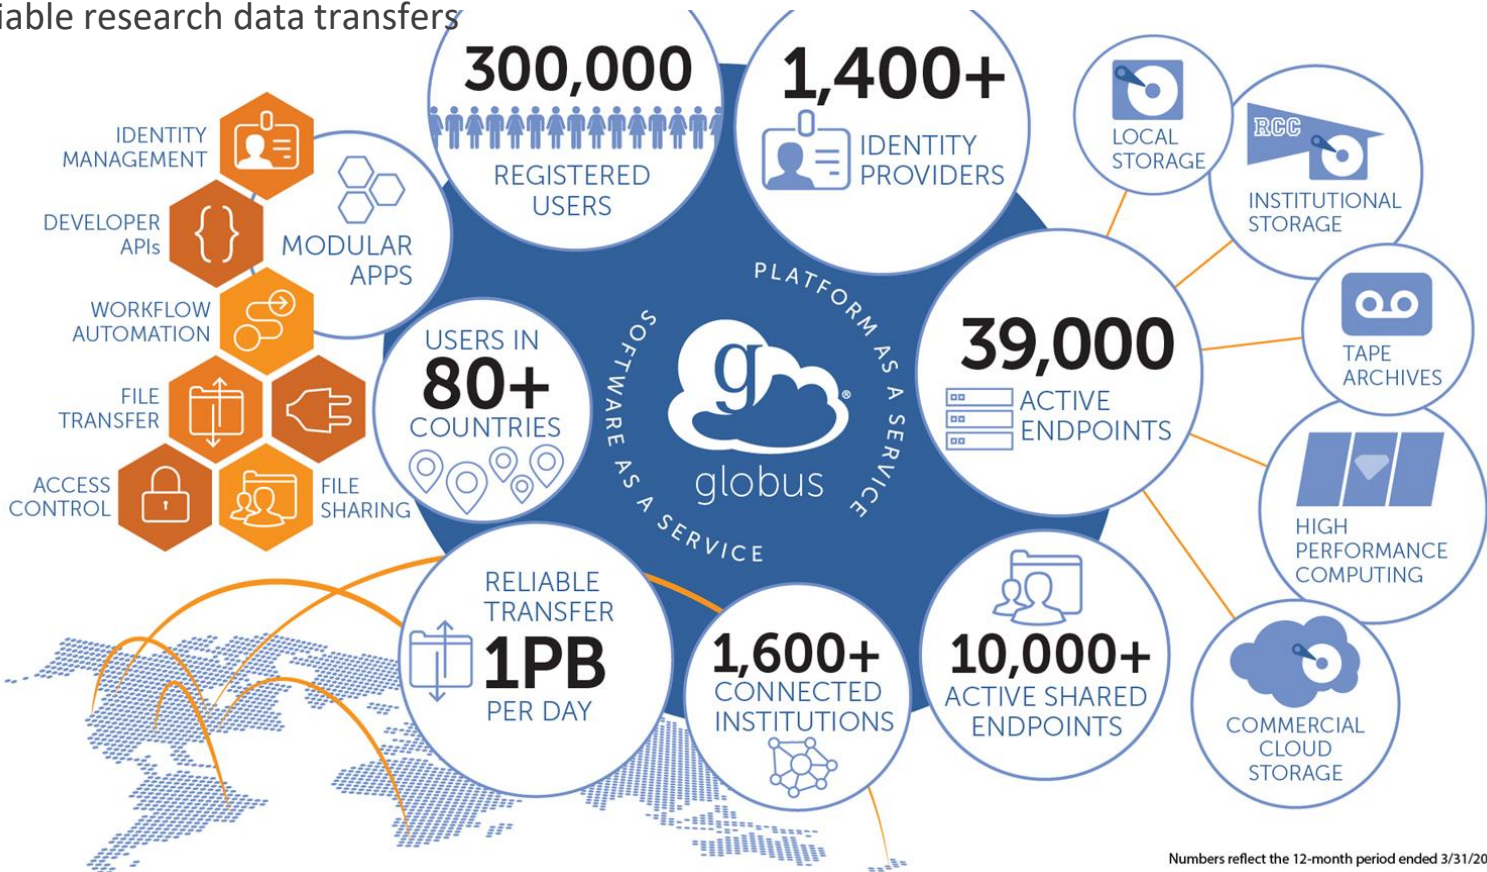 iable research data transfers
300,000
REGISTERED
USERS
1,400+
IDENTITY
PROVIDERS
LOCAL
STORAGE
RCC
INSTITUTIONAL
STORAGE
IDENTITY
MANAGEMENT
DEVELOPER
APIs
MODULAR
APPS
WORKFLOW
AUTOMATION
FILE
TRANSFER
ACCESS
CONTROL
FILE
SHARING
USERS IN
80+
COUNTRIES
PLATFORM AS A SERVICE
SOFTWARE AS A SERVICE
g
®
globus
39,000
ACTIVE
ENDPOINTS
TAPE
ARCHIVES
HIGH
PERFORMANCE
COMPUTING
RELIABLE
TRANSFER
1PB
PER DAY
1,600+
CONNECTED
INSTITUTIONS
10,000+
ACTIVE SHARED
ENDPOINTS
COMMERCIAL
CLOUD
STORAGE
Numbers reflect the 12-month period ended 3/31/20